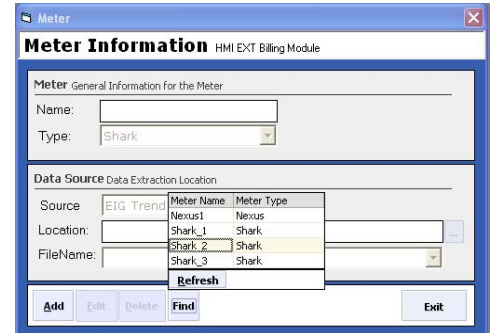 Meter
Meter Information HMI EXT Billing Module
Meter General Information for the Meter
Name:
Type: Shark
Data Source Data Extraction Location
Source EIG Trend
Location: ...
FileName:
Meter Name Meter Type
Nexus1 Nexus
Shark_1 Shark
Shark_2 Shark
Shark_3 Shark
Refresh
Add Edit Delete Find Exit